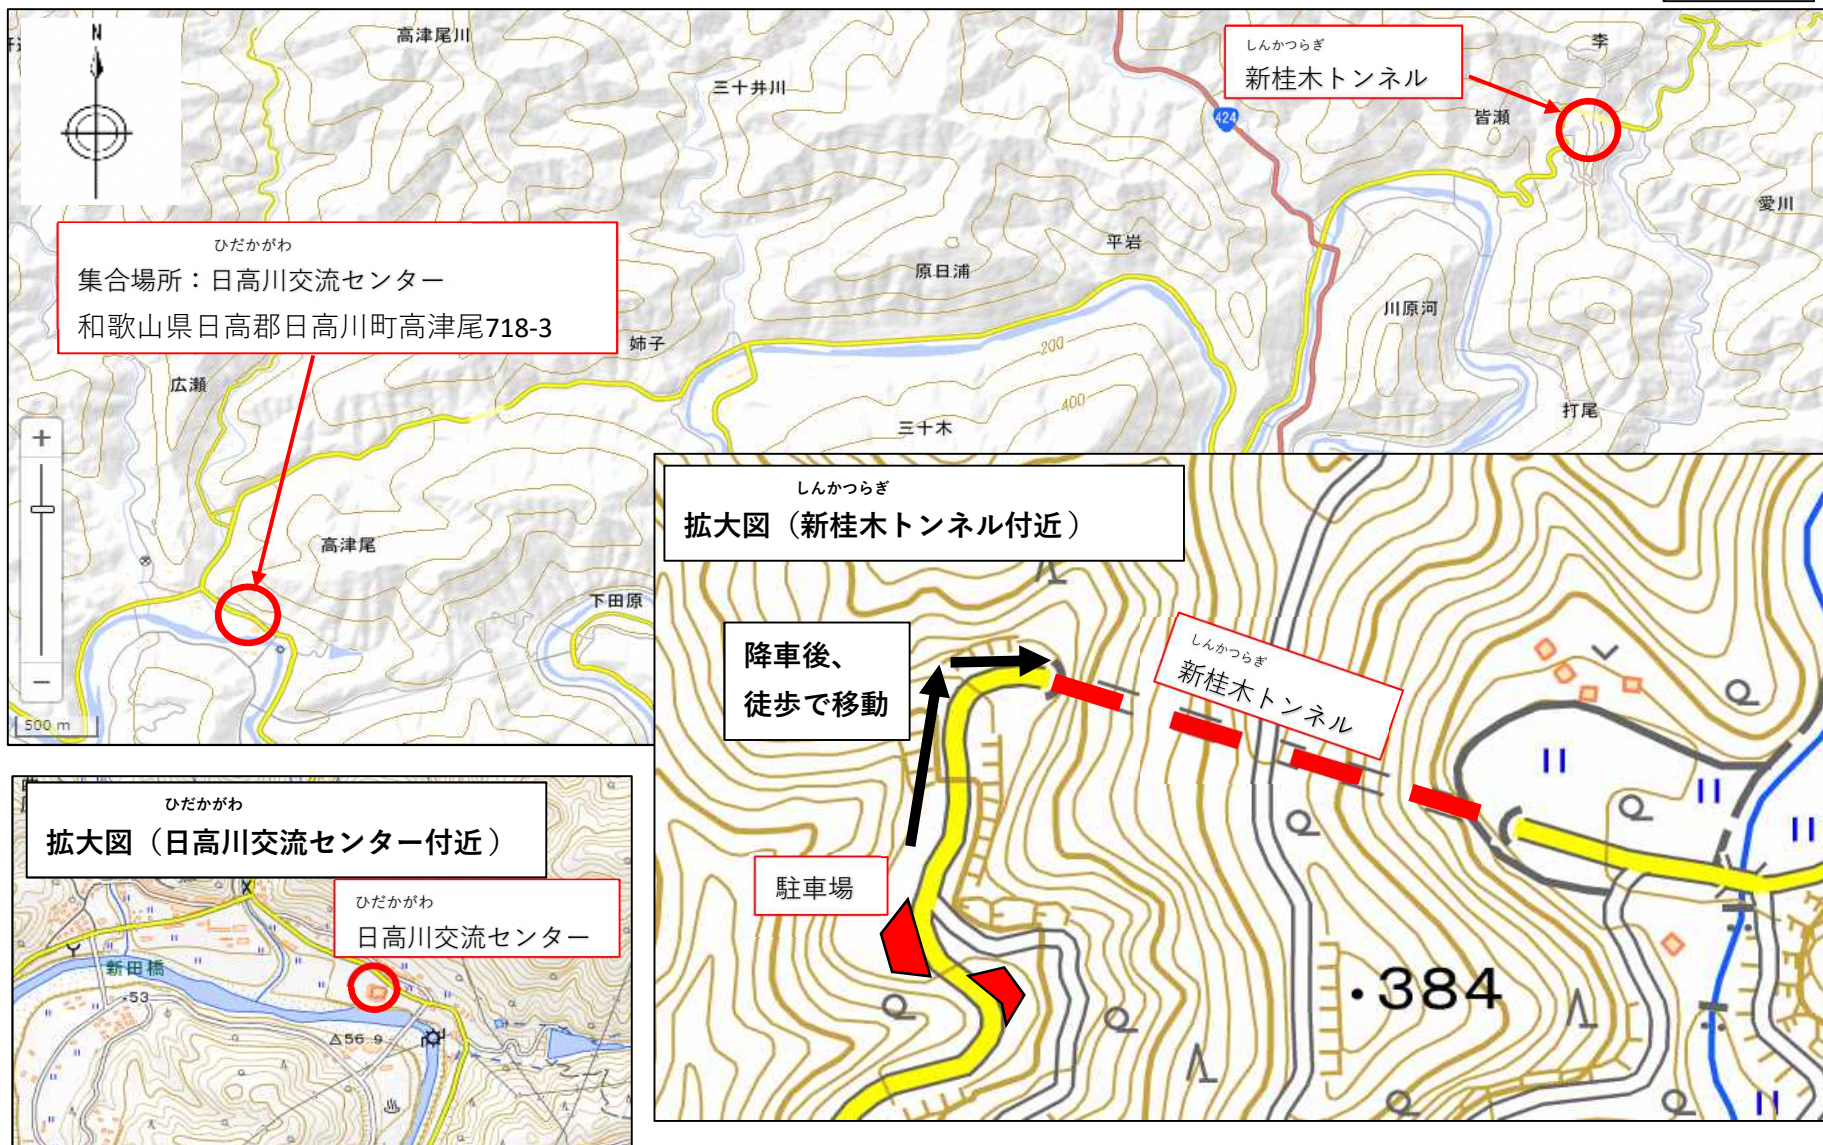 N
高津尾川
三十井川
424
しんかつらぎ
新桂木トンネル
李
皆瀬
愛川
ひだかがわ
集合場所：日高川交流センター
和歌山県日高郡日高川町高津尾718-3
平岩
原日浦
川原河
姉子
200
400
広瀬
三十木
打尾
高津尾
下田原
500 m
しんかつらぎ
拡大図（新桂木トンネル付近）
降車後、
徒歩で移動
しんかつらぎ
新桂木トンネル
駐車場
384
ひだかがわ
拡大図（日高川交流センター付近）
ひだかがわ
日高川交流センター
新田橋
53
56.9